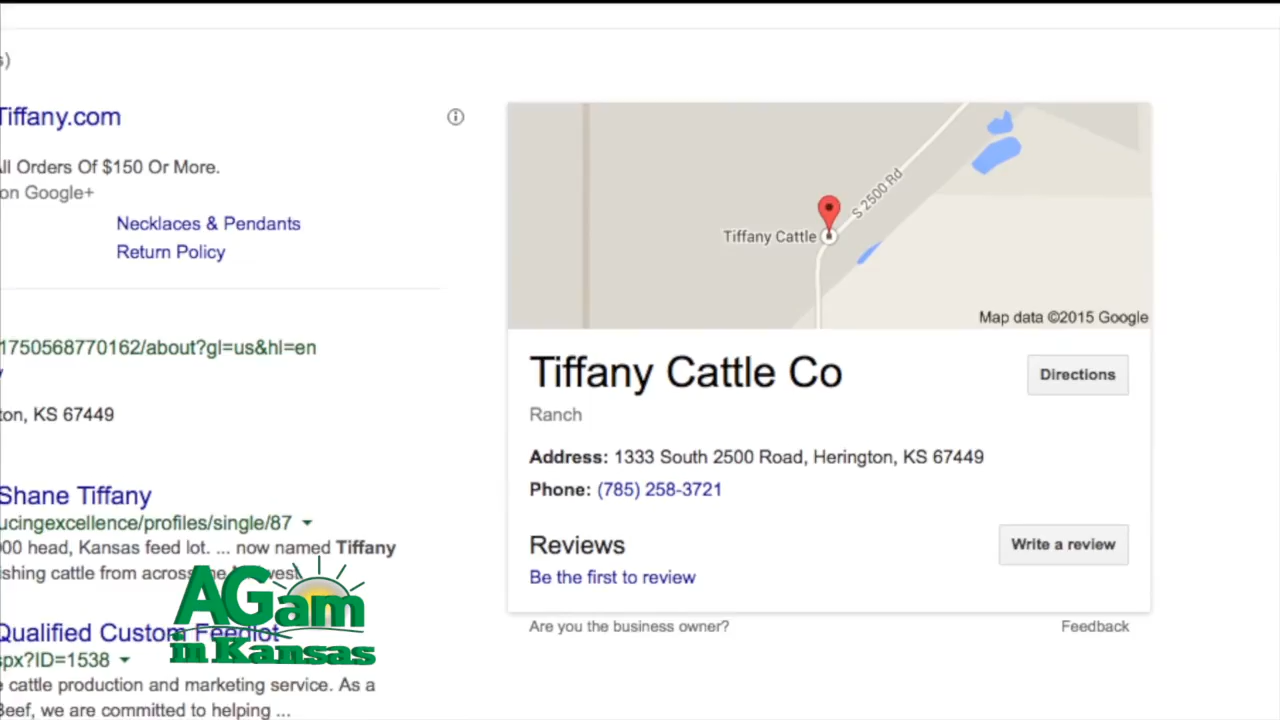 s)
Tiffany.com
All Orders Of $150 Or More.
on Google+
Necklaces & Pendants
Return Policy
1750568770162/about?gl=us&hl=en
ton, KS 67449
Shane Tiffany
ucingexcellence/profiles/single/87
000 head, Kansas feed lot. ... now named Tiffany
ishing cattle from across the Midwest
Qualified Custom Feedlot
spx?ID=1538
e cattle production and marketing service. As a
Beef, we are committed to helping ...
AGam
in Kansas
S 2500 Rd
Tiffany Cattle
Map data ©2015 Google
Tiffany Cattle Co
Directions
Ranch
Address: 1333 South 2500 Road, Herington, KS 67449
Phone: (785) 258-3721
Reviews
Write a review
Be the first to review
Are you the business owner?
Feedback